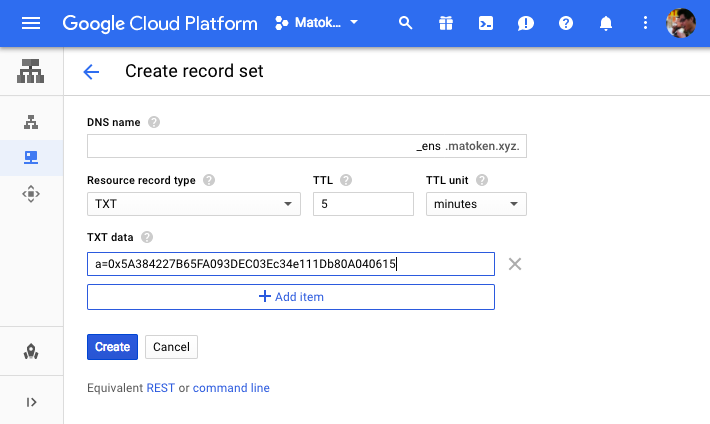 Google Cloud Platform Matok...
Create record set
DNS name
_ens .matoken.xyz.
Resource record type TTL TTL unit
TXT 5 minutes
TXT data
a=0x5A384227B65FA093DEC03Ec34e111Db80A040615
Add item
Create Cancel
Equivalent REST or command line